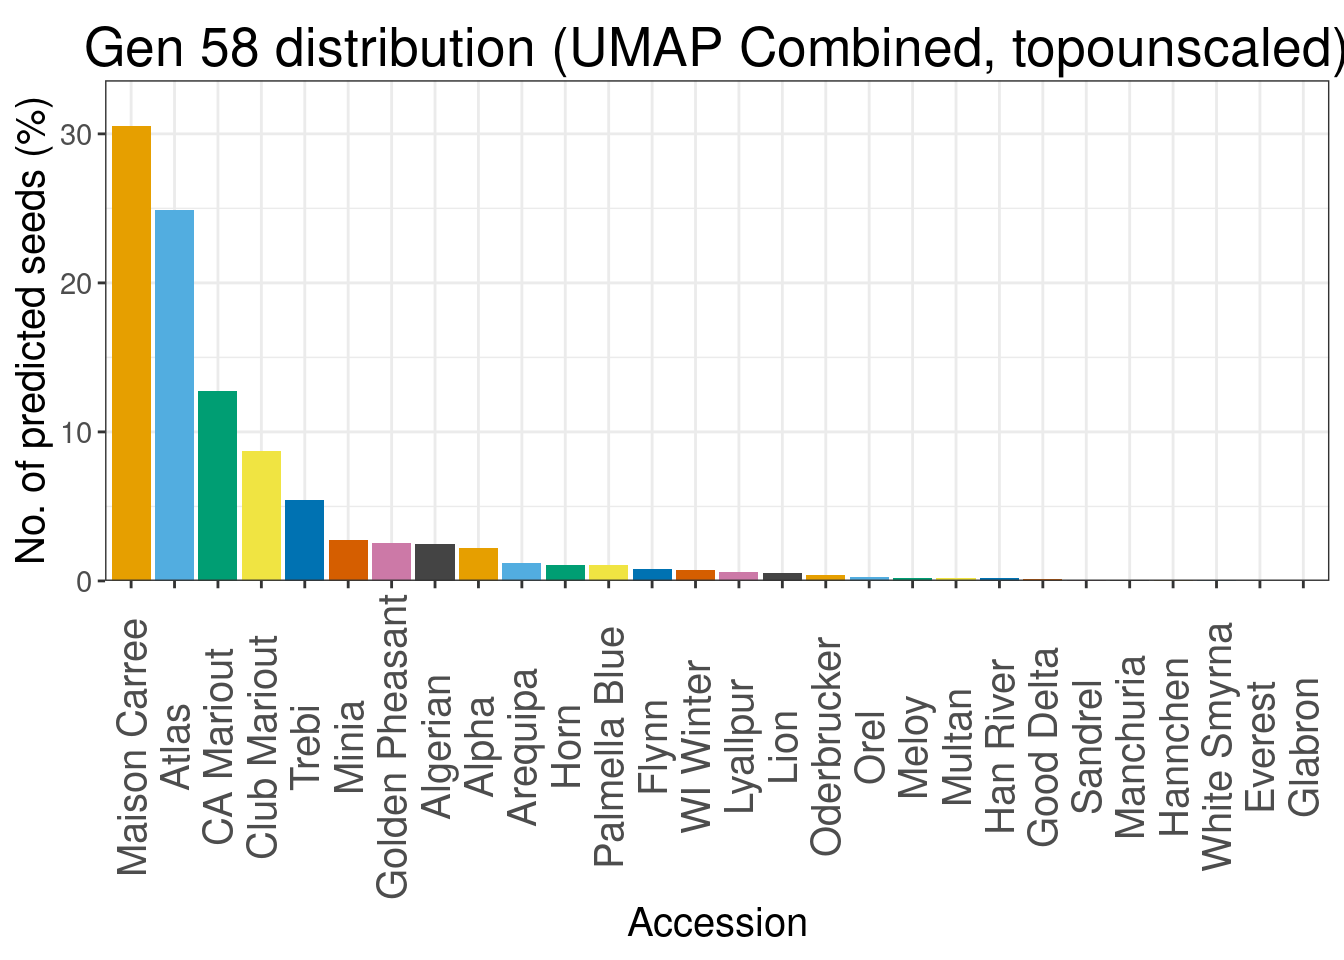 Gen 58 distribution (UMAP Combined, topounscaled)
No. of predicted seeds (%)
30
20
10
0
Maison Carree
Atlas
CA Mariout
Club Mariout
Trebi
Minia
Golden Pheasant
Algerian
Alpha
Arequipa
Horn
Palmella Blue
Flynn
WI Winter
Lyallpur
Lion
Oderbrucker
Orel
Meloy
Multan
Han River
Good Delta
Sandrel
Manchuria
Hannchen
White Smyrna
Everest
Glabron
Accession